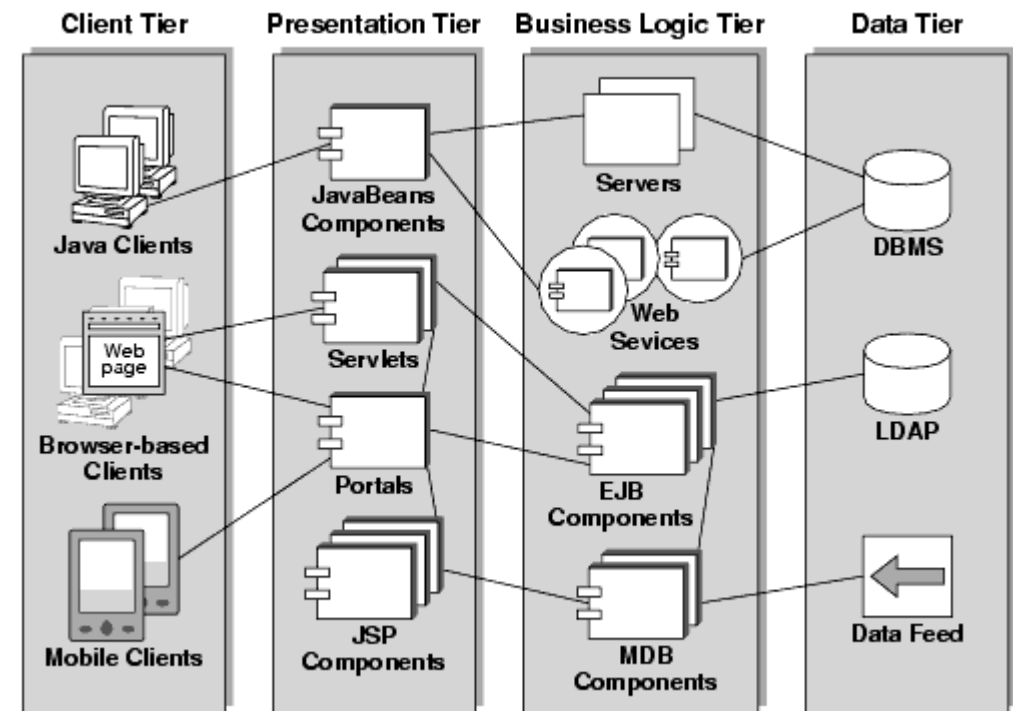 Client Tier
Presentation Tier
Business Logic Tier
Data Tier
Java Clients
Web
page
Browser-based
Clients
Mobile Clients
JavaBeans
Components
Servlets
Portals
JSP
Components
Servers
Web
Sevices
EJB
Components
MDB
Components
DBMS
LDAP
Data Feed